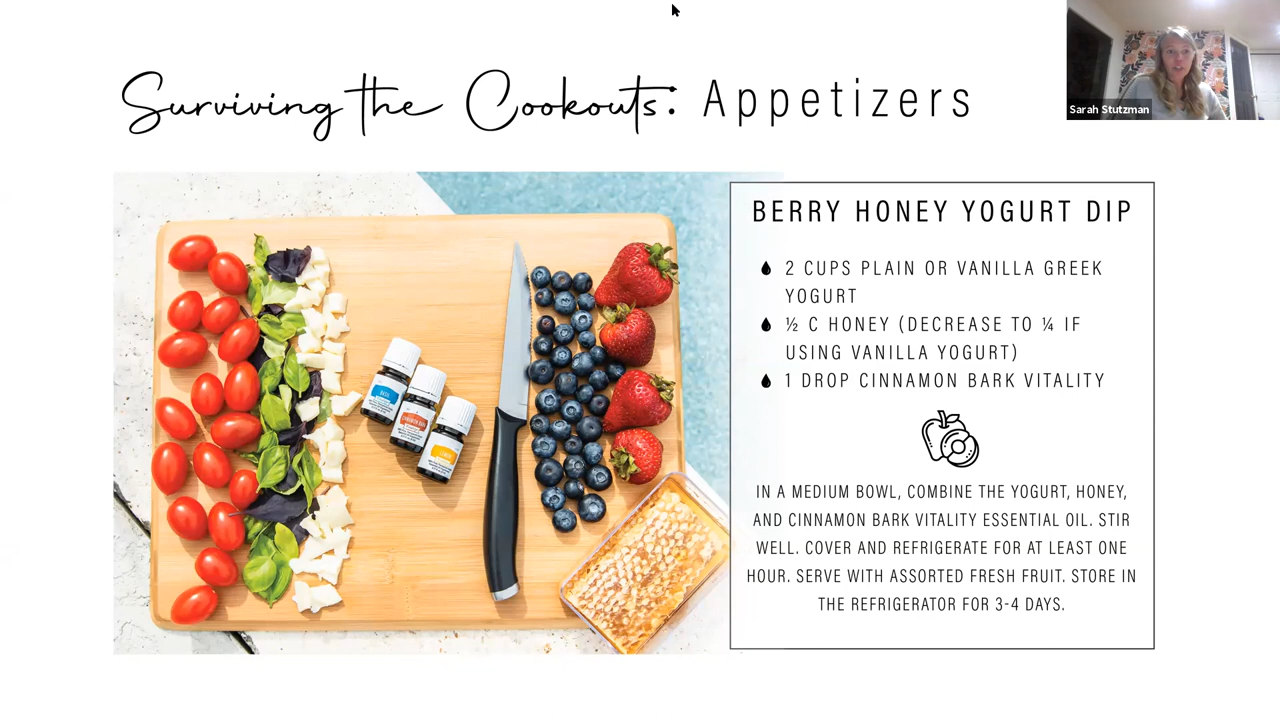 Surviving the Cookouts: Appetizers
Sarah Stutzman
BERRY HONEY YOGURT DIP
2 CUPS PLAIN OR VANILLA GREEK
YOGURT
½ C HONEY (DECREASE TO ¼ IF
USING VANILLA YOGURT)
1 DROP CINNAMON BARK VITALITY
BASIL
CINNAMON BARK
IN A MEDIUM BOWL, COMBINE THE YOGURT, HONEY,
AND CINNAMON BARK VITALITY ESSENTIAL OIL. STIR
WELL. COVER AND REFRIGERATE FOR AT LEAST ONE
HOUR. SERVE WITH ASSORTED FRESH FRUIT. STORE IN
THE REFRIGERATOR FOR 3-4 DAYS.